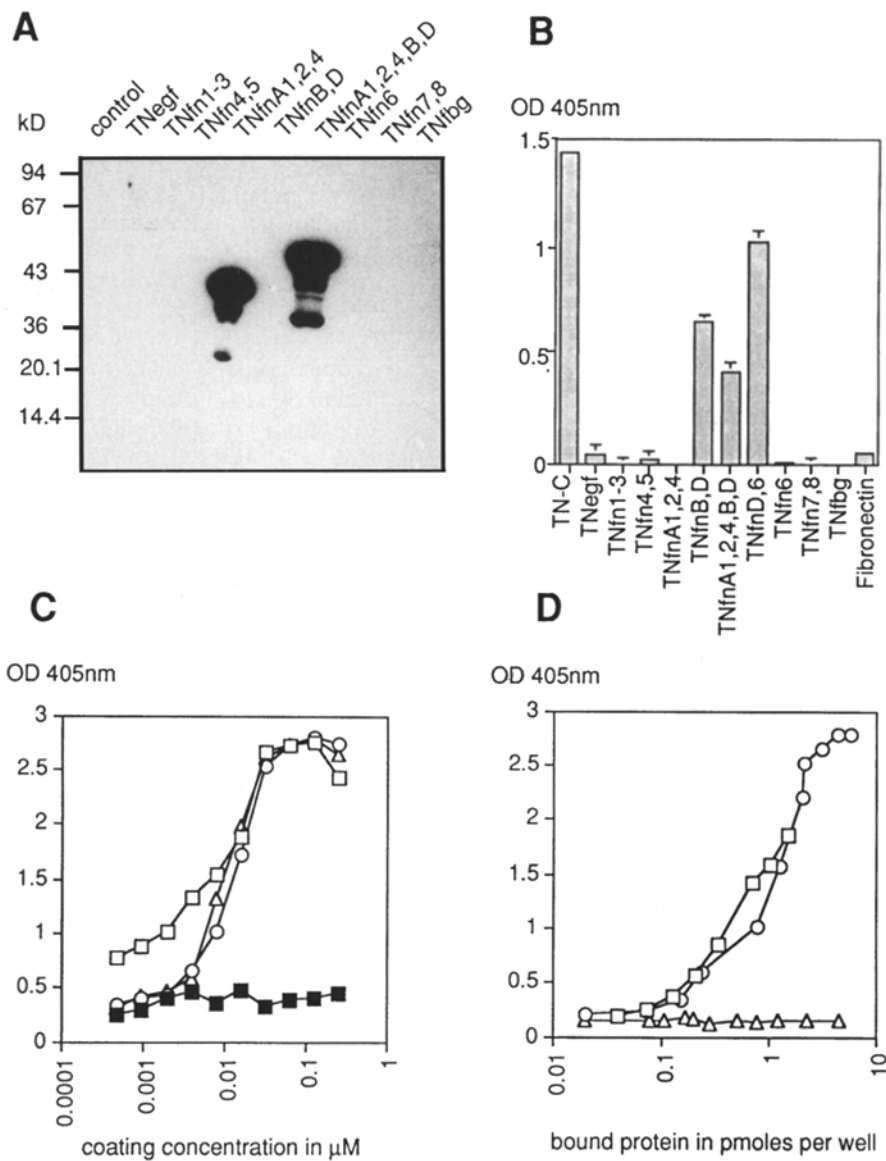 A
control TNegf TNfn1-3 TNfn4,5 TNfnA1,2,4 TNfnB,D TNfnA1,2,4,B,D TNfn6 TNfn7,8 TNfbg
kD
94
67
43
36
20.1
14.4
B
OD 405nm
1.5
1
0.5
0
TN-C
TNegf
TNfn1-3
TNfn4,5
TNfnA1,2,4
TNfnB,D
TNfnA1,2,4,B,D
TNfnD,6
TNfn6
TNfn7,8
TNfbg
Fibronectin
C
OD 405nm
3
2.5
2
1.5
1
0.5
0
0.0001
0.001
0.01
0.1
1
coating concentration in μM
D
OD 405nm
3
2.5
2
1.5
1
0.5
0
0.01
0.1
1
10
bound protein in pmoles per well